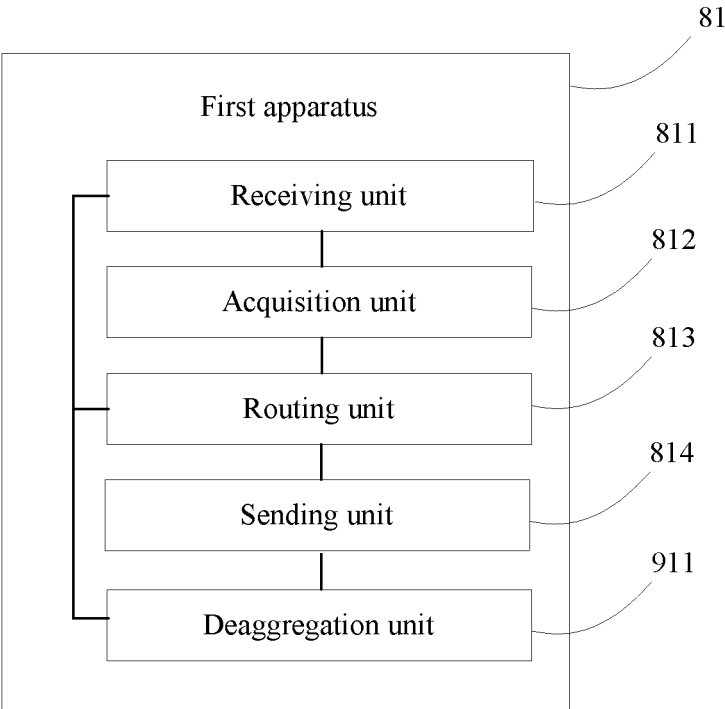 81
First apparatus
811
Receiving unit
812
Acquisition unit
813
Routing unit
814
Sending unit
911
Deaggregation unit